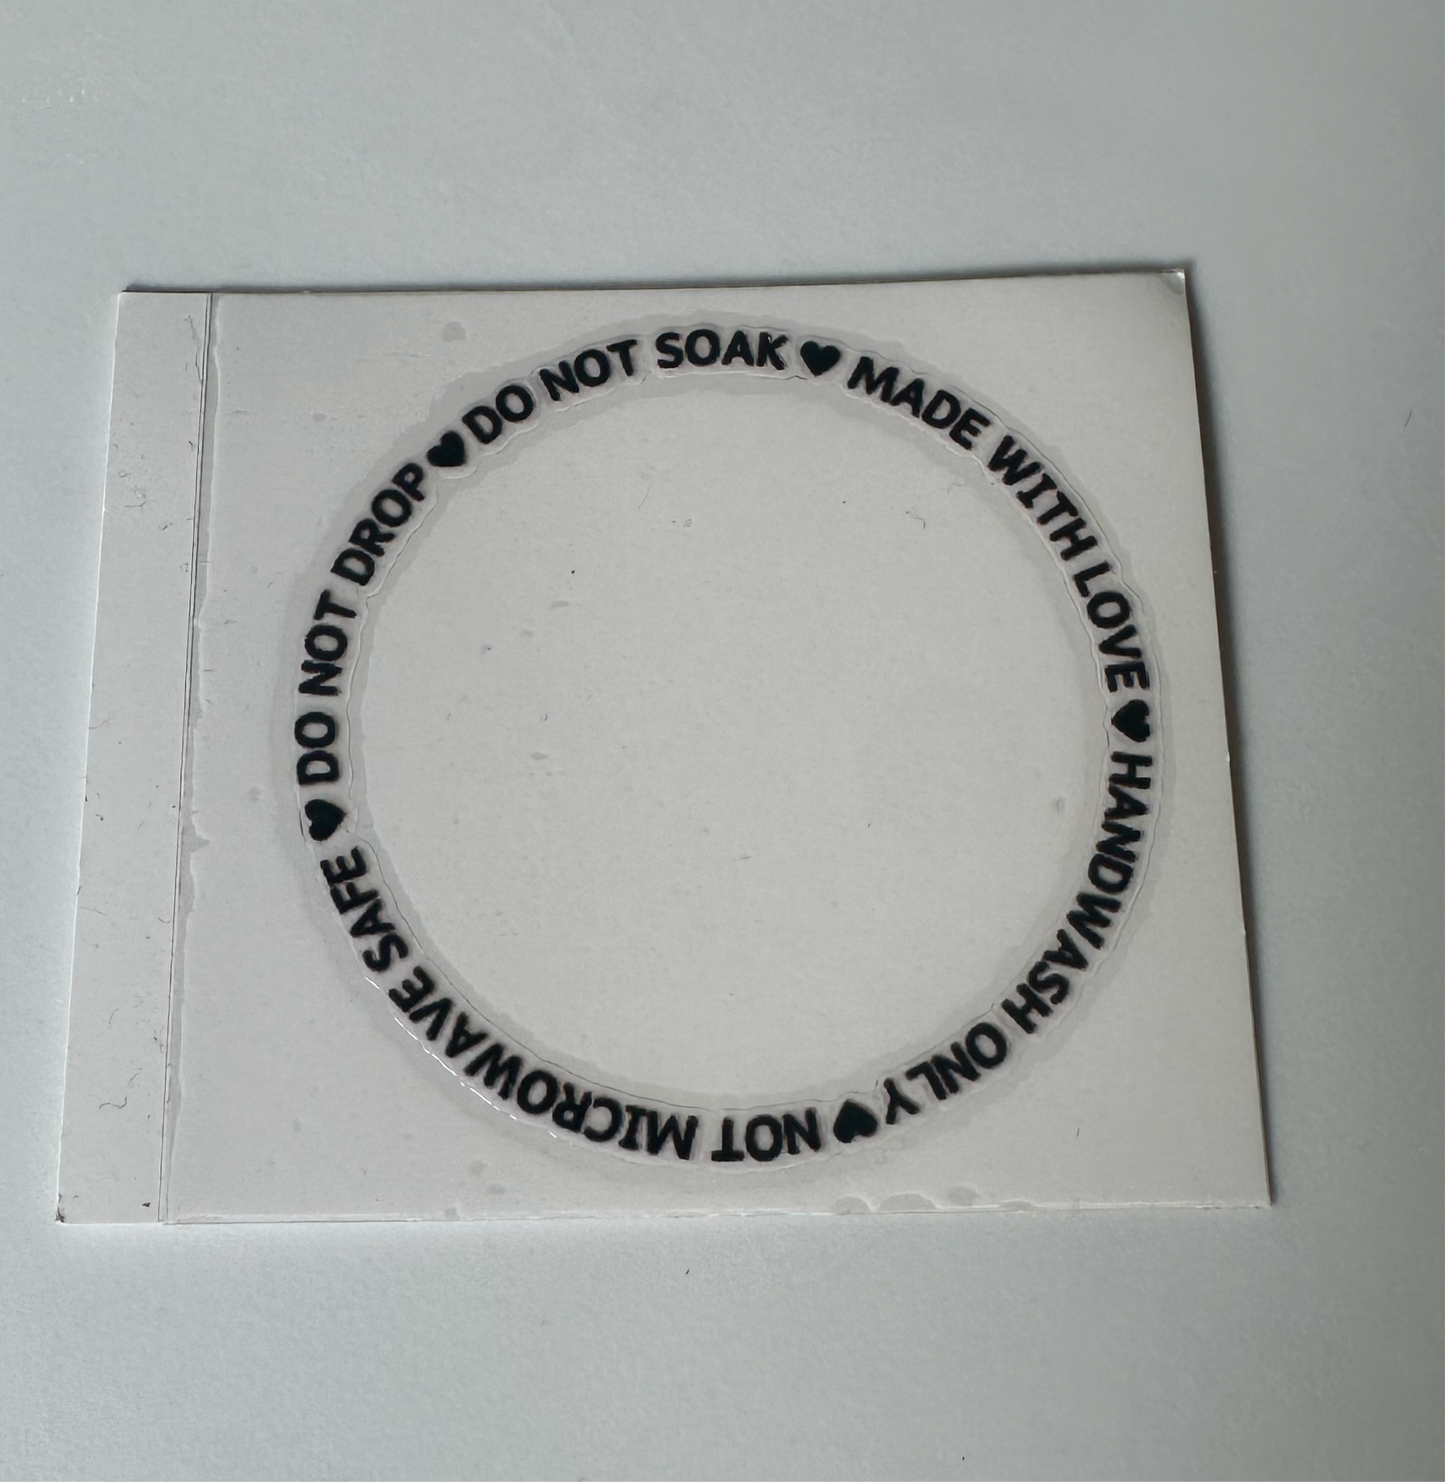 DO NOT SOAK ♥ MADE WITH LOVE ♥ HANDWASH ONLY ♥ NOT MICROWAVE SAFE ♥ DO NOT DROP ♥